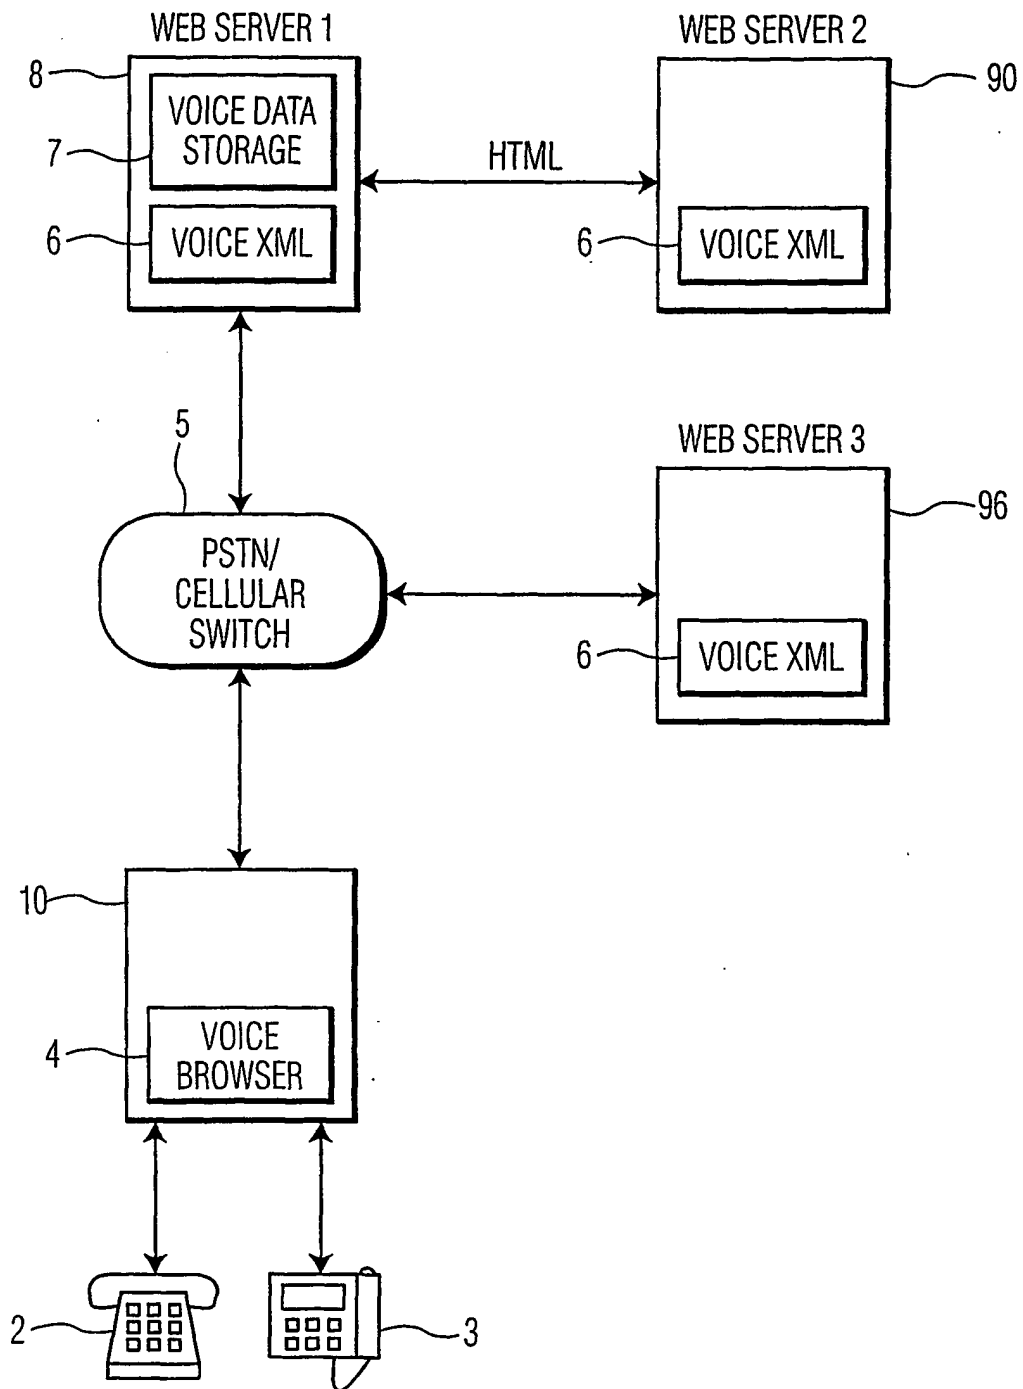 WEB SERVER 1
WEB SERVER 2
8
VOICE DATA
STORAGE
7
90
HTML
6
VOICE XML
6
VOICE XML
5
WEB SERVER 3
PSTN/
CELLULAR
SWITCH
96
6
VOICE XML
10
4
VOICE
BROWSER
2
3